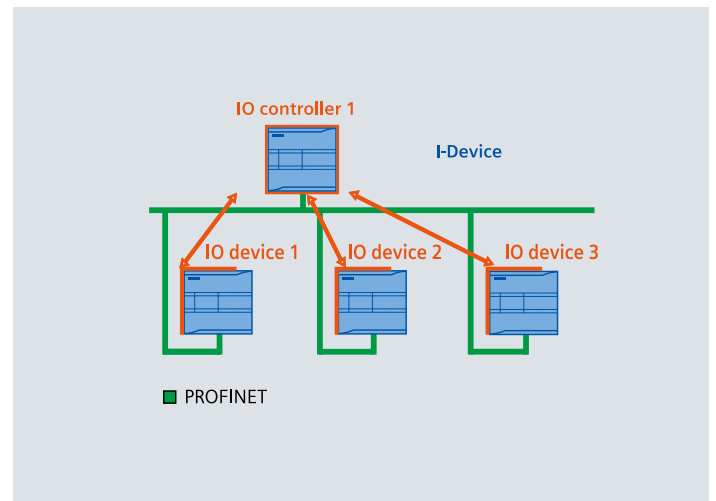 IO controller 1
I-Device
IO device 1
IO device 2
IO device 3
PROFINET